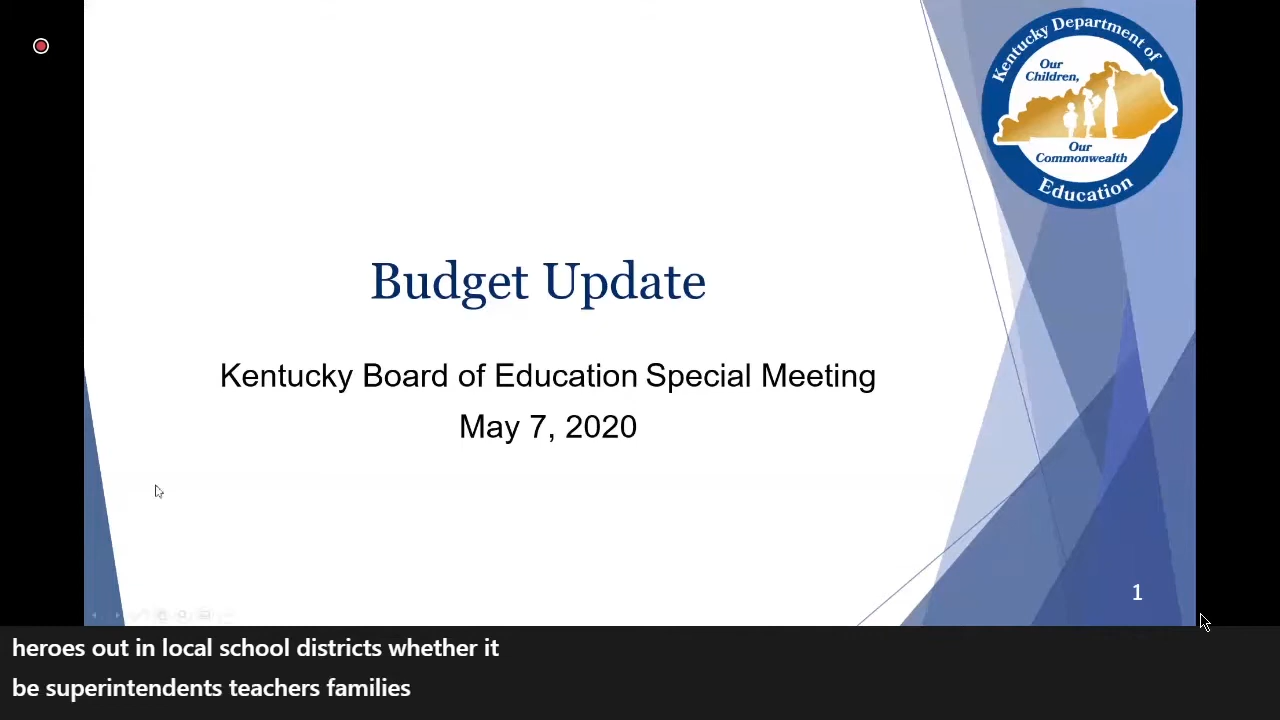 Kentucky Department of
Our
Children,
Our
Commonwealth
Education
Budget Update
Kentucky Board of Education Special Meeting
May 7, 2020
1
heroes out in local school districts whether it
be superintendents teachers families